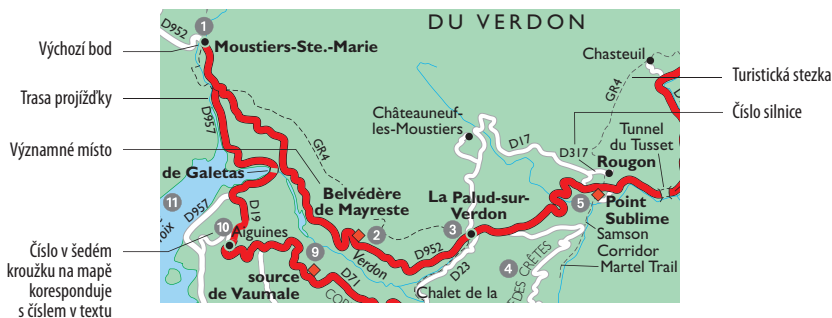 Výchozí bod
Trasa projížďky
Významné místo
Číslo v šedém
kroužku na mapě
koresponduje
s číslem v textu
DU VERDON
D952
1
Moustiers-Ste.-Marie
Chasteuil
GR4
D957
GR4
Châteauneuf-
les-Moustiers
D17
D317
Tunnel
du Tusset
Rougon
de Galetas
Belvédère
de Mayreste
La Palud-sur-
Verdon
5
Point
Sublime
11
D957
D19
10
Aiguines
2
3
Samson
Corridor
Martel Trail
9
Verdon
D952
D23
4
DES CRÊTES
source
de Vaumale
D71
Chalet de la
Turistická stezka
Číslo silnice